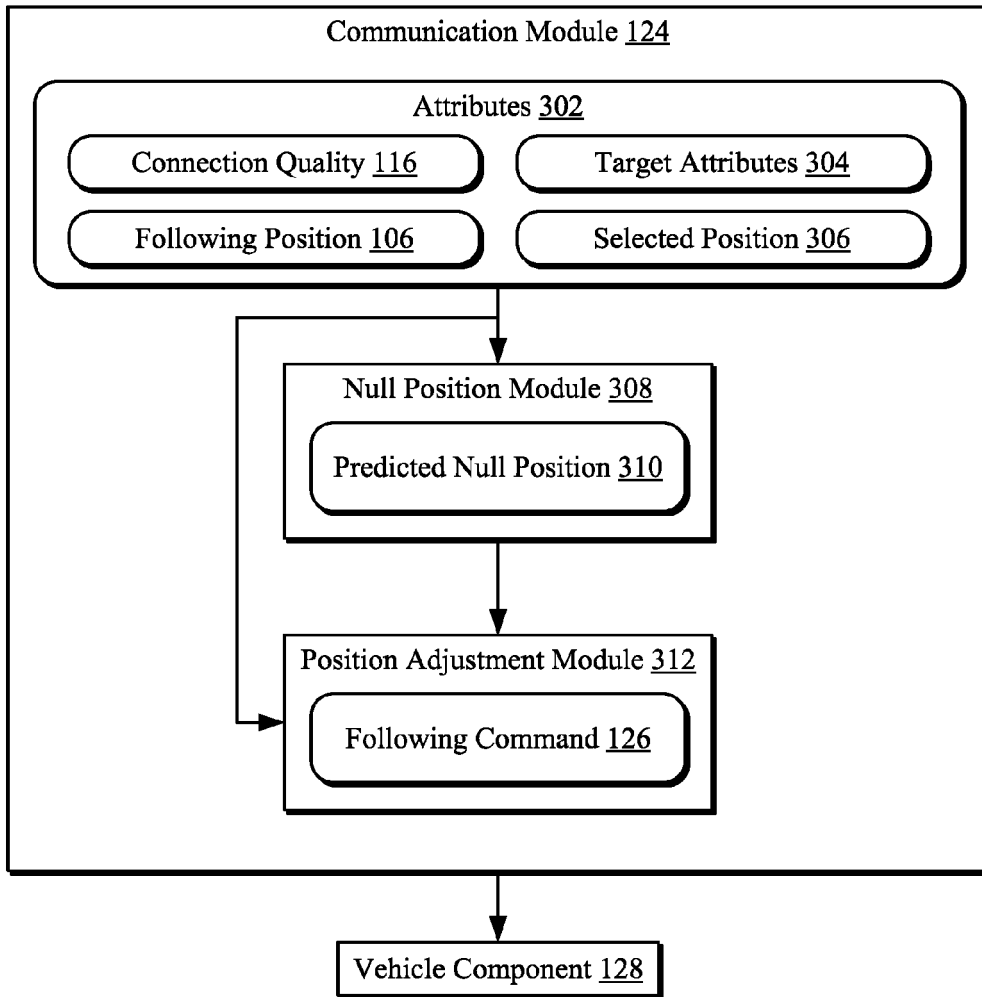 Communication Module 124
Attributes 302
Connection Quality 116
Target Attributes 304
Following Position 106
Selected Position 306
Null Position Module 308
Predicted Null Position 310
Position Adjustment Module 312
Following Command 126
Vehicle Component 128